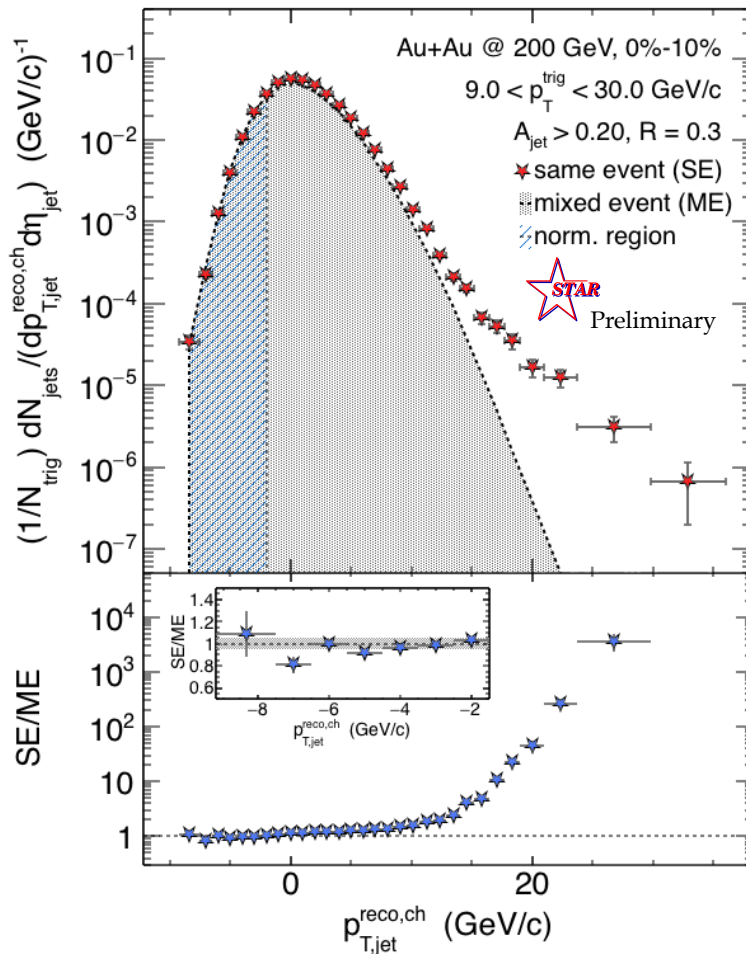 Au+Au @ 200 GeV, 0%-10%
9.0 < p_T^trig < 30.0 GeV/c
A_jet > 0.20, R = 0.3
same event (SE)
mixed event (ME)
norm. region
STAR
Preliminary
(1/N_trig) dN_jets/(dp_T,jet^reco,ch dη_jet) (GeV/c)^-1
10^-1
10^-2
10^-3
10^-4
10^-5
10^-6
10^-7
SE/ME
10^4
10^3
10^2
10
1
SE/ME
1.4
1.2
1
0.8
0.6
−8 −6 −4 −2
p_T,jet^reco,ch (GeV/c)
0 20
p_T,jet^reco,ch (GeV/c)